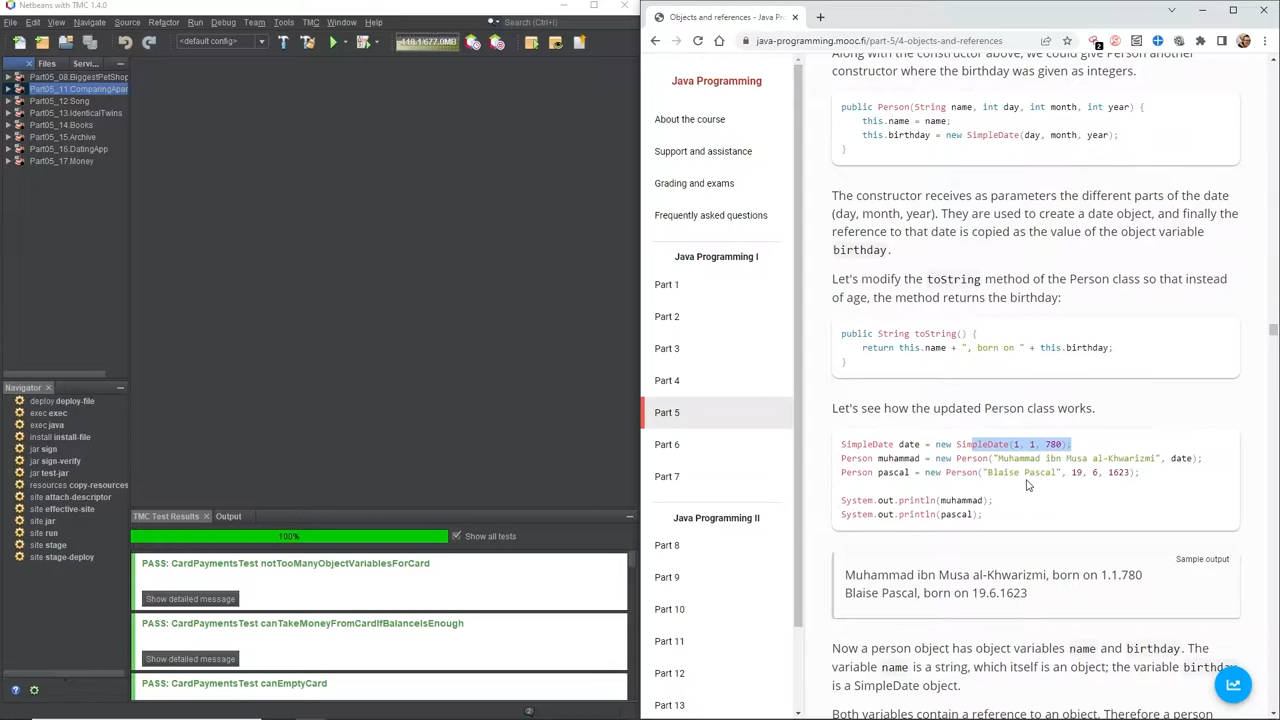 Netbeans with TMC 1.4.0
File Edit View Navigate Source Refactor Run Debug Team Tools TMC Window Help
Search (Ctrl+I)
<default config>
Files Servi...
Part05_08.BiggestPetShop
Part05_11.ComparingApar
Part05_12.Song
Part05_13.IdenticalTwins
Part05_14.Books
Part05_15.Archive
Part05_16.DatingApp
Part05_17.Money
Navigator
deploy deploy-file
exec exec
exec java
install install-file
jar sign
jar sign-verify
jar test-jar
resources copy-resources
site attach-descriptor
site effective-site
site jar
site run
site stage
site stage-deploy
TMC Test Results Output
100% Show all tests
PASS: CardPaymentsTest notTooManyObjectVariablesForCard
Show detailed message
PASS: CardPaymentsTest canTakeMoneyFromCardIfBalanceIsEnough
Show detailed message
PASS: CardPaymentsTest canEmptyCard
Objects and references - Java Pr
java-programming.mooc.fi/part-5/4-objects-and-references
2
Java Programming
About the course
Support and assistance
Grading and exams
Frequently asked questions
Java Programming I
Part 1
Part 2
Part 3
Part 4
Part 5
Part 6
Part 7
Java Programming II
Part 8
Part 9
Part 10
Part 11
Part 12
Part 13
Along with the constructor above, we could give Person another
constructor where the birthday was given as integers.
public Person(String name, int day, int month, int year) {
this.name = name;
this.birthday = new SimpleDate(day, month, year);
}
The constructor receives as parameters the different parts of the date
(day, month, year). They are used to create a date object, and finally the
reference to that date is copied as the value of the object variable
birthday.
Let's modify the toString method of the Person class so that instead
of age, the method returns the birthday:
public String toString() {
return this.name + ", born on " + this.birthday;
}
Let's see how the updated Person class works.
SimpleDate date = new SimpleDate(1, 1, 780);
Person muhammad = new Person("Muhammad ibn Musa al-Khwarizmi", date);
Person pascal = new Person("Blaise Pascal", 19, 6, 1623);
System.out.println(muhammad);
System.out.println(pascal);
Sample output
Muhammad ibn Musa al-Khwarizmi, born on 1.1.780
Blaise Pascal, born on 19.6.1623
Now a person object has object variables name and birthday. The
variable name is a string, which itself is an object; the variable birthday
is a SimpleDate object.
Both variables contain a reference to an object. Therefore a person